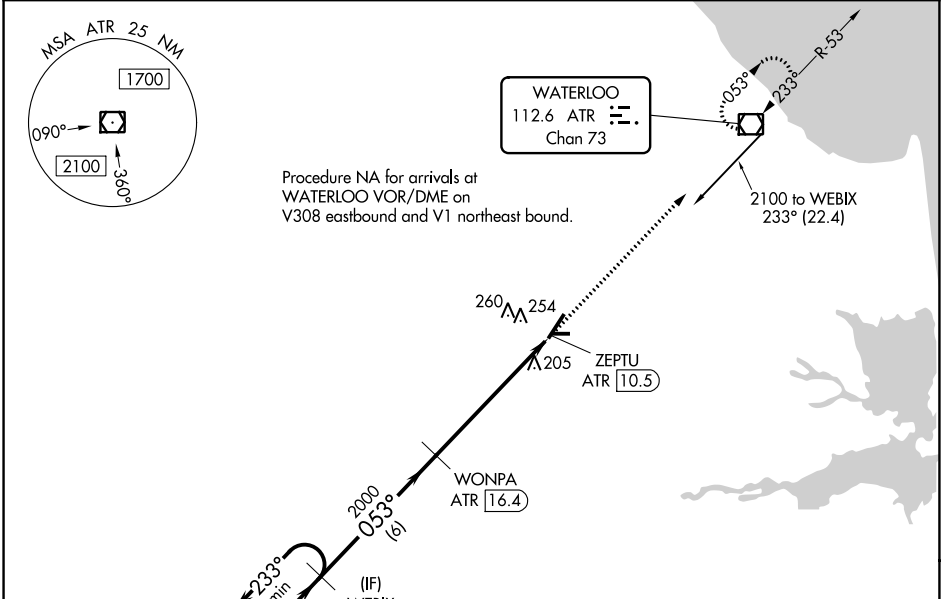 MSA ATR 25 NM
1700
090°
2100
360°
WATERLOO
112.6 ATR
Chan 73
053°
233°
R-53
Procedure NA for arrivals at
WATERLOO VOR/DME on
V308 eastbound and V1 northeast bound.
2100 to WEBIX
233° (22.4)
260
254
205
ZEPTU
ATR 10.5
WONPA
ATR 16.4
2000
053°
(6)
233°
min
(IF)